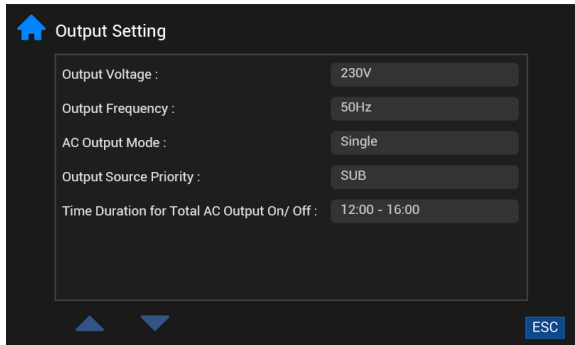 Output Setting
Output Voltage : 230V
Output Frequency : 50Hz
AC Output Mode : Single
Output Source Priority : SUB
Time Duration for Total AC Output On/ Off : 12:00 - 16:00
ESC